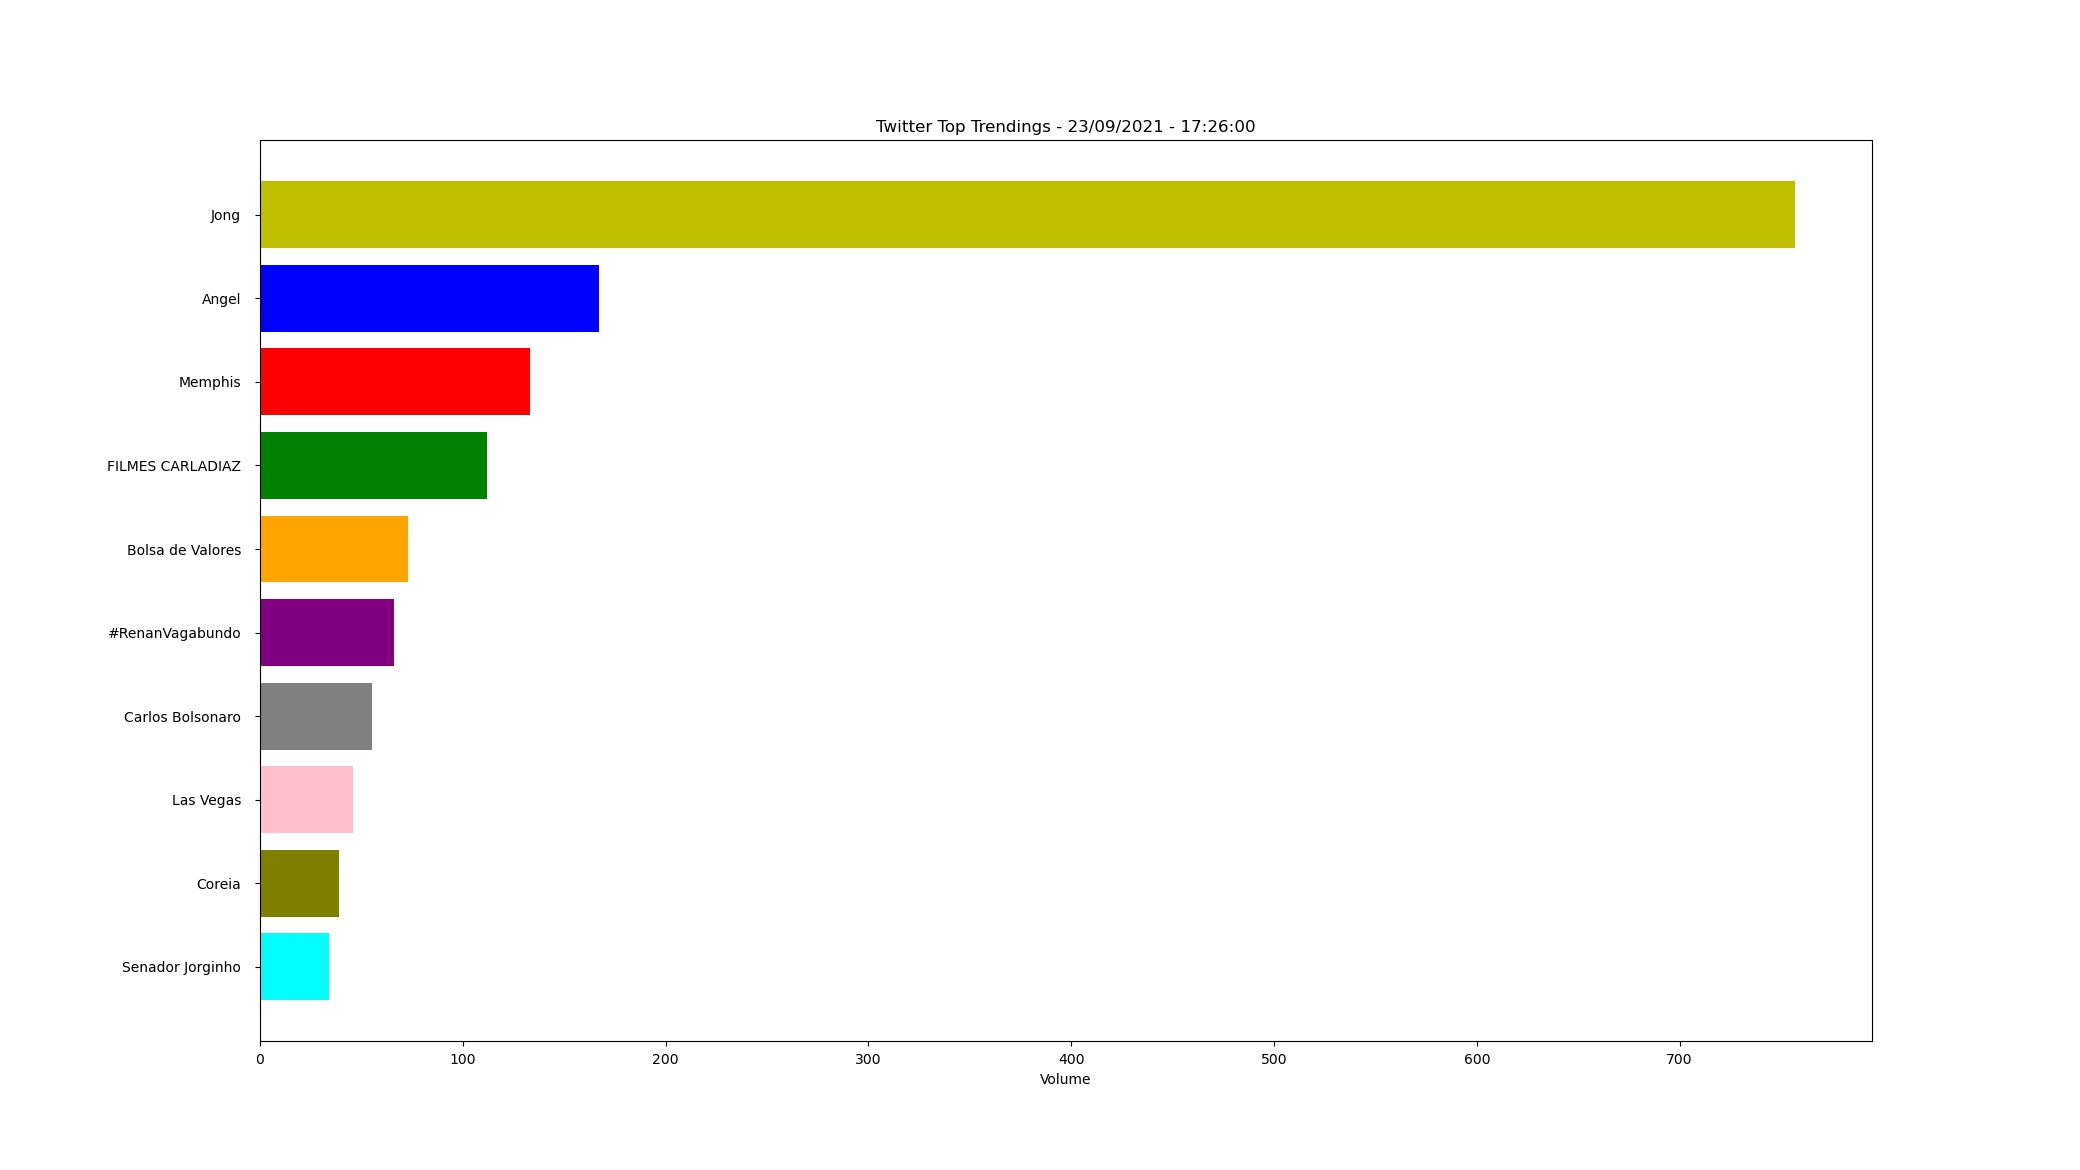 Twitter Top Trendings - 23/09/2021 - 17:26:00
Jong
Angel
Memphis
FILMES CARLADIAZ
Bolsa de Valores
#RenanVagabundo
Carlos Bolsonaro
Las Vegas
Coreia
Senador Jorginho
0 100 200 300 400 500 600 700
Volume